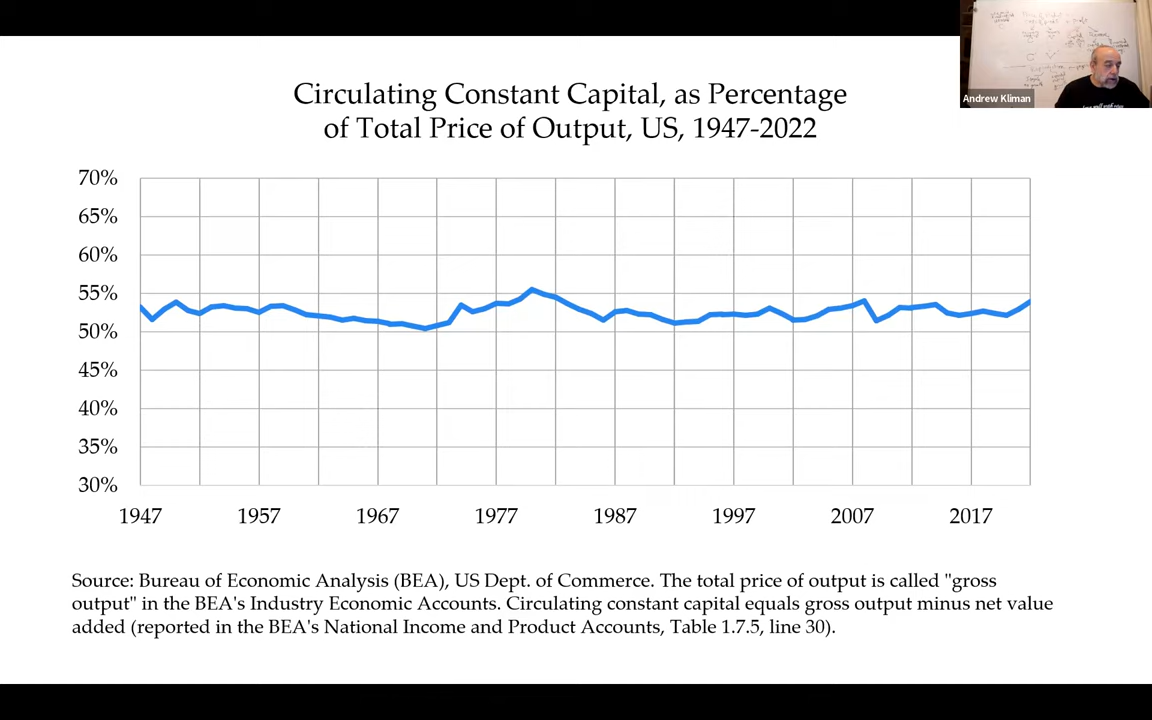 Circulating Constant Capital, as Percentage
of Total Price of Output, US, 1947-2022
Andrew Kliman
70%
65%
60%
55%
50%
45%
40%
35%
30%
1947 1957 1967 1977 1987 1997 2007 2017
Source: Bureau of Economic Analysis (BEA), US Dept. of Commerce. The total price of output is called "gross
output" in the BEA's Industry Economic Accounts. Circulating constant capital equals gross output minus net value
added (reported in the BEA's National Income and Product Accounts, Table 1.7.5, line 30).